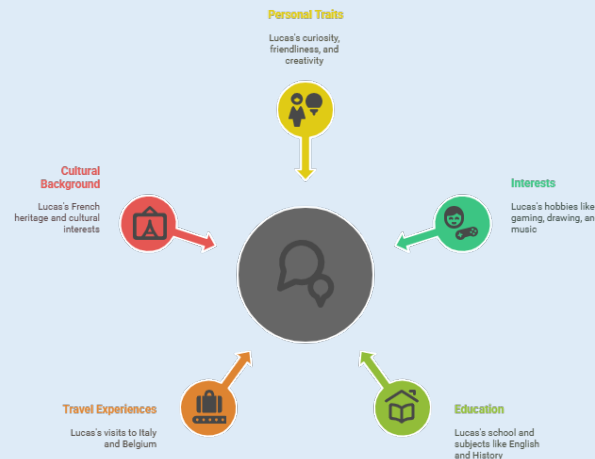 Personal Traits
Lucas's curiosity,
friendliness, and
creativity
Cultural
Background
Lucas's French
heritage and cultural
interests
Interests
Lucas's hobbies like
gaming, drawing, an
music
Travel Experiences
Lucas's visits to Italy
and Belgium
Education
Lucas's school and
subjects like English
and History